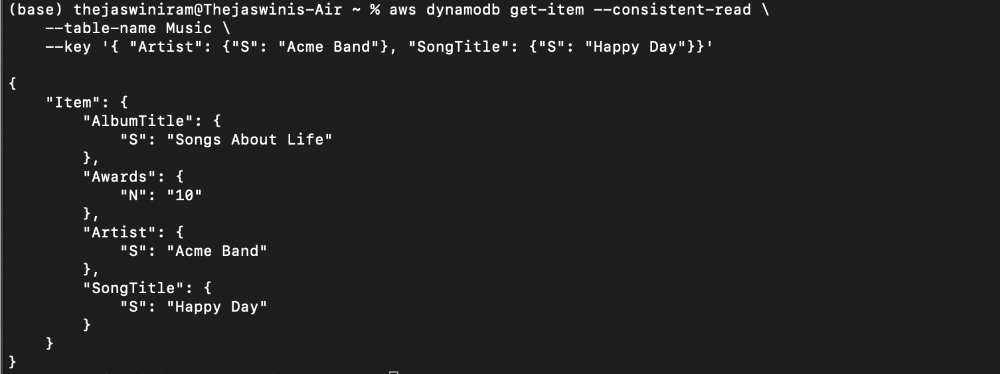 (base) thejaswiniram@Thejaswinis-Air ~ % aws dynamodb get-item --consistent-read \
    --table-name Music \
    --key '{ "Artist": {"S": "Acme Band"}, "SongTitle": {"S": "Happy Day"}}'

{
    "Item": {
        "AlbumTitle": {
            "S": "Songs About Life"
        },
        "Awards": {
            "N": "10"
        },
        "Artist": {
            "S": "Acme Band"
        },
        "SongTitle": {
            "S": "Happy Day"
        }
    }
}